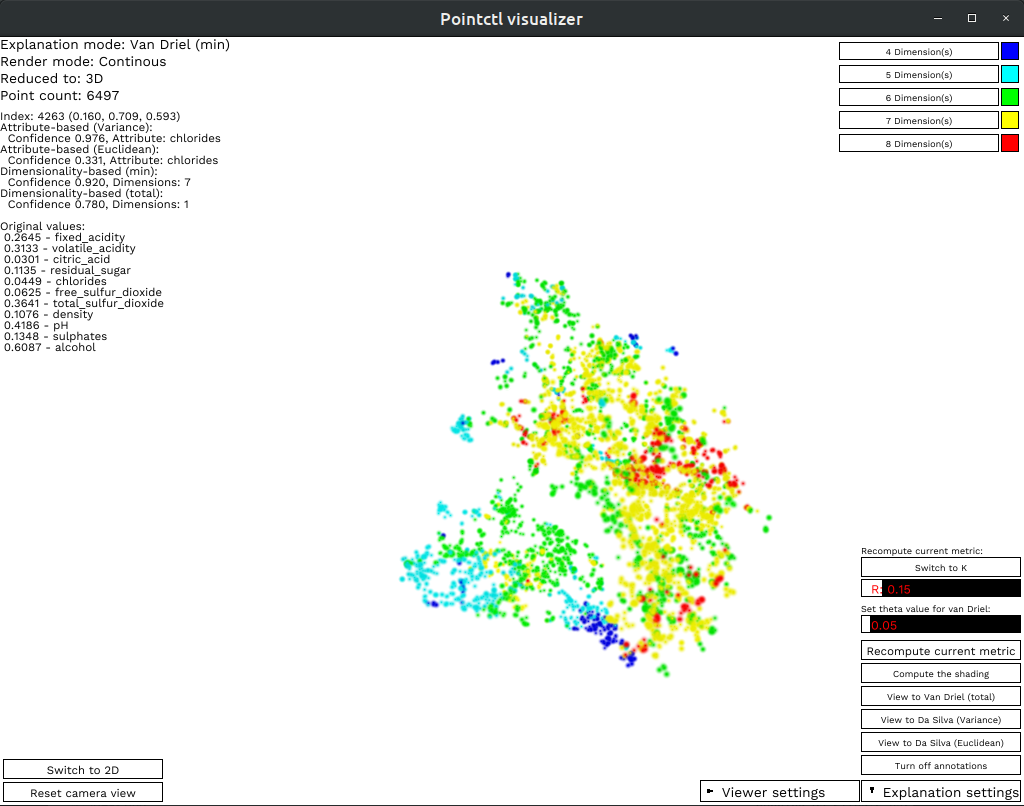 Pointctl visualizer
Explanation mode: Van Driel (min)
Render mode: Continous
Reduced to: 3D
Point count: 6497
Index: 4263 (0.160, 0.709, 0.593)
Attribute-based (Variance):
Confidence 0.976, Attribute: chlorides
Attribute-based (Euclidean):
Confidence 0.331, Attribute: chlorides
Dimensionality-based (min):
Confidence 0.920, Dimensions: 7
Dimensionality-based (total):
Confidence 0.780, Dimensions: 1
Original values:
0.2645 - fixed_acidity
0.3133 - volatile_acidity
0.0301 - citric_acid
0.1135 - residual_sugar
0.0449 - chlorides
0.0625 - free_sulfur_dioxide
0.3641 - total_sulfur_dioxide
0.1076 - density
0.4186 - pH
0.1348 - sulphates
0.6087 - alcohol
4 Dimension(s)
5 Dimension(s)
6 Dimension(s)
7 Dimension(s)
8 Dimension(s)
Recompute current metric:
Switch to K
R: 0.15
Set theta value for van Driel:
0.05
Recompute current metric
Compute the shading
View to Van Driel (total)
View to Da Silva (Variance)
View to Da Silva (Euclidean)
Turn off annotations
Switch to 2D
Reset camera view
Viewer settings
Explanation settings